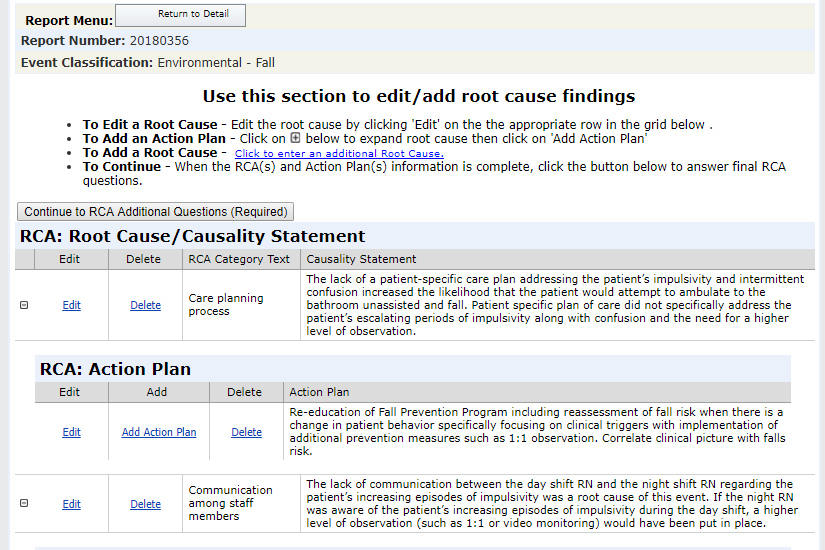 Report Menu: Return to Detail
Report Number: 20180356
Event Classification: Environmental - Fall
Use this section to edit/add root cause findings
• To Edit a Root Cause - Edit the root cause by clicking 'Edit' on the the appropriate row in the grid below .
• To Add an Action Plan - Click on below to expand root cause then click on 'Add Action Plan'
• To Add a Root Cause - Click to enter an additional Root Cause.
• To Continue - When the RCA(s) and Action Plan(s) information is complete, click the button below to answer final RCA
questions.
Continue to RCA Additional Questions (Required)
RCA: Root Cause/Causality Statement
Edit Delete RCA Category Text Causality Statement
Edit Delete Care planning
process
The lack of a patient-specific care plan addressing the patient's impulsivity and intermittent
confusion increased the likelihood that the patient would attempt to ambulate to the
bathroom unassisted and fall. Patient specific plan of care did not specifically address the
patient's escalating periods of impulsivity along with confusion and the need for a higher
level of observation.
RCA: Action Plan
Edit Add Delete Action Plan
Edit Add Action Plan Delete
Re-education of Fall Prevention Program including reassessment of fall risk when there is a
change in patient behavior specifically focusing on clinical triggers with implementation of
additional prevention measures such as 1:1 observation. Correlate clinical picture with falls
risk.
Edit Delete Communication
among staff
members
The lack of communication between the day shift RN and the night shift RN regarding the
patient's increasing episodes of impulsivity was a root cause of this event. If the night RN
was aware of the patient's increasing episodes of impulsivity during the day shift, a higher
level of observation (such as 1:1 or video monitoring) would have been put in place.